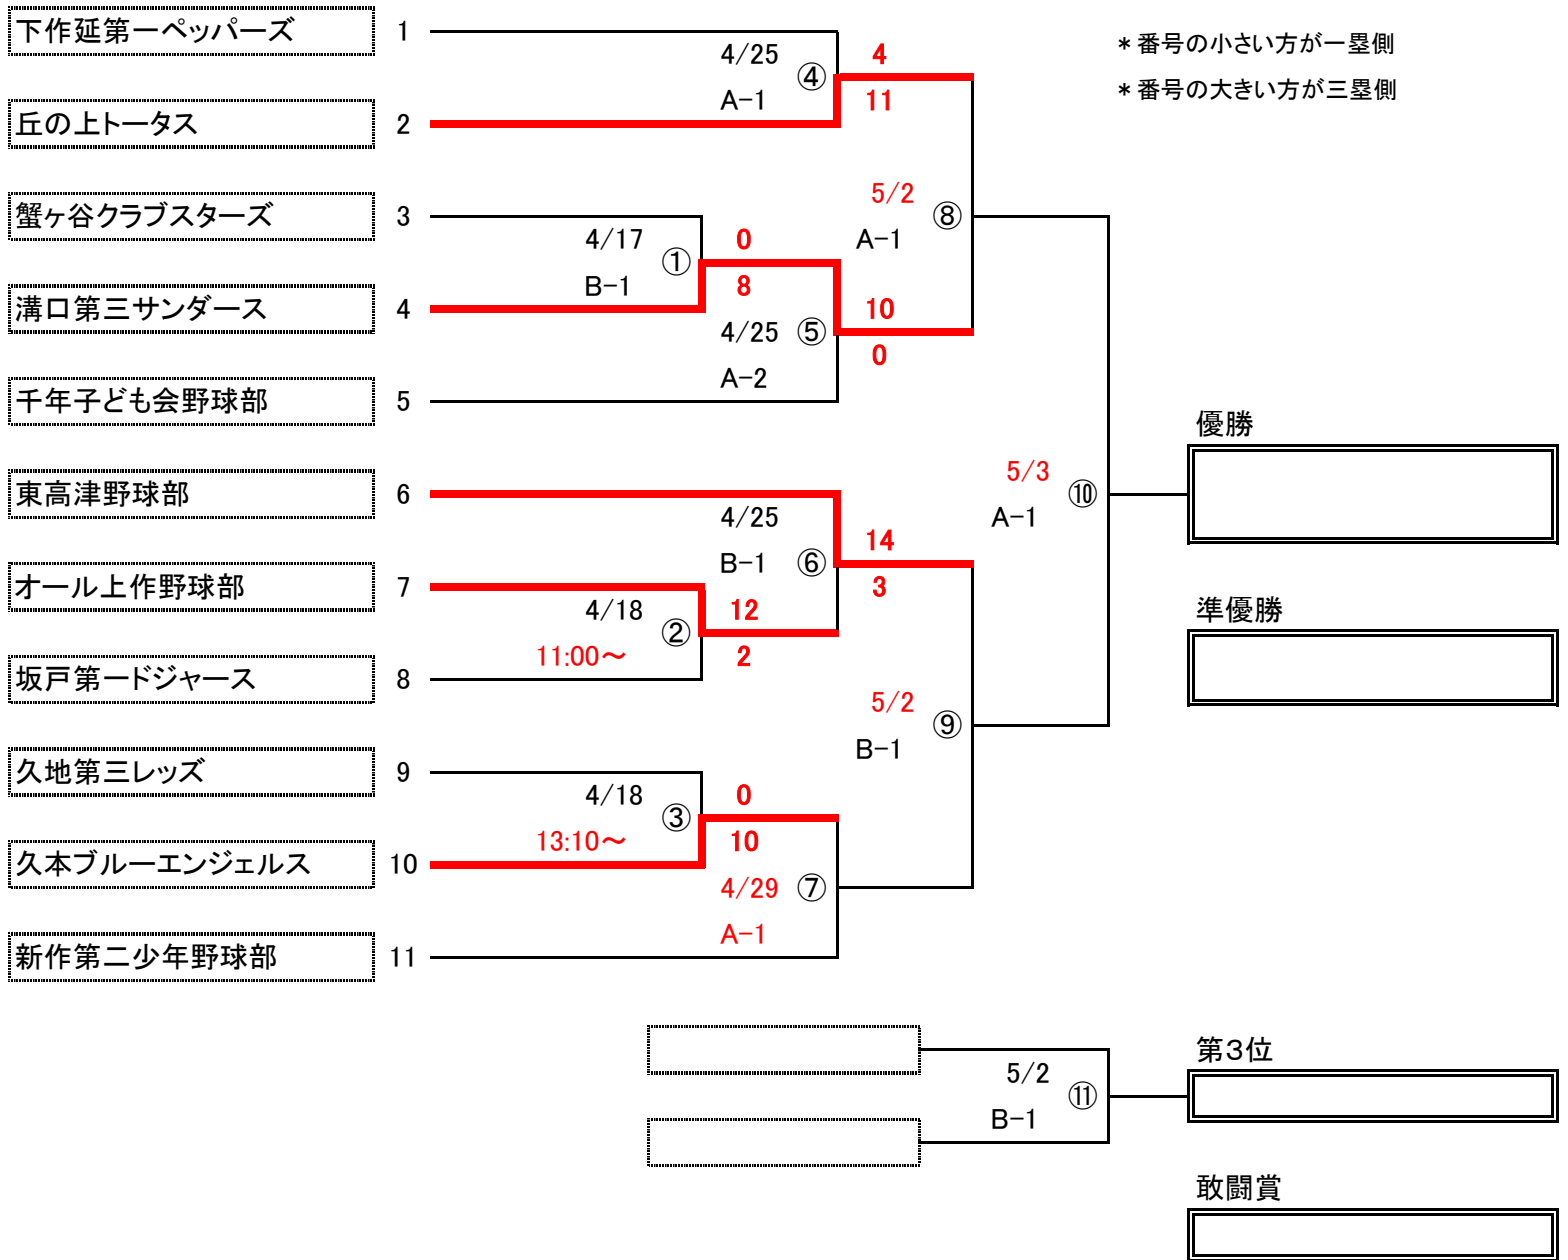 下作延第一ペッパーズ 1
4/25 ④ 4
＊番号の小さい方が一塁側
A-1 11
＊番号の大きい方が三塁側
丘の上トータス 2
5/2 ⑧
蟹ヶ谷クラブスターズ 3
4/17 ① 0
A-1
B-1 8
溝口第三サンダース 4
10
4/25 ⑤
0
A-2
千年子ども会野球部 5
優勝
5/3 ⑩
東高津野球部 6
4/25
A-1
14
B-1 ⑥
オール上作野球部 7
3
4/18 ② 12
準優勝
11:00～ 2
坂戸第一ドジャース 8
5/2 ⑨
B-1
久地第三レッズ 9
4/18 ③ 0
13:10～ 10
久本ブルーエンジェルス 10
4/29 ⑦
A-1
新作第二少年野球部 11
第3位
5/2 ⑪
B-1
敢闘賞